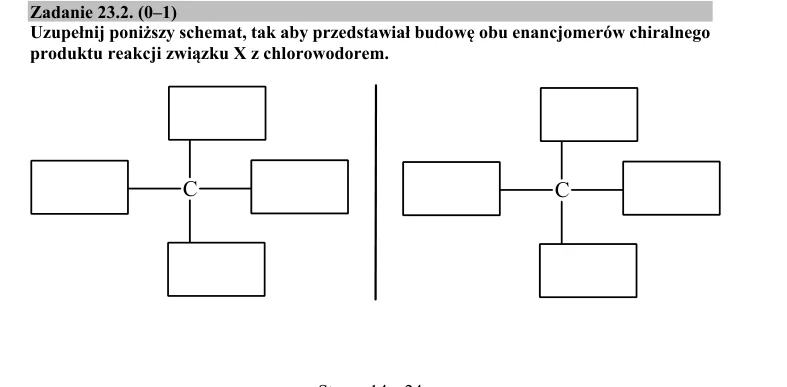 Zadanie 23.2. (0–1)
Uzupełnij poniższy schemat, tak aby przedstawiał budowę obu enancjomerów chiralnego
produktu reakcji związku X z chlorowodorem.
C
C